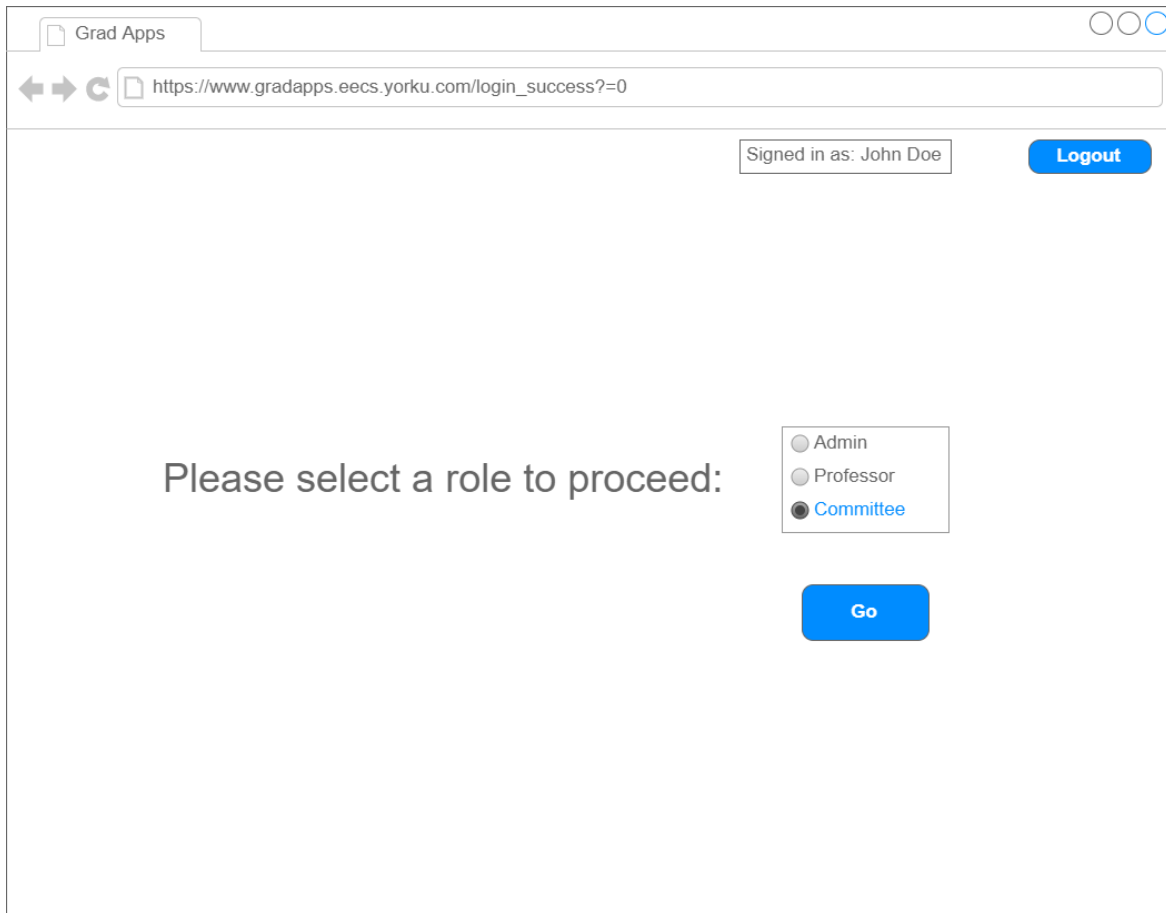 Grad Apps
https://www.gradapps.eecs.yorku.com/login_success?=0
Signed in as: John Doe
Logout
Please select a role to proceed:
Admin
Professor
Committee
Go